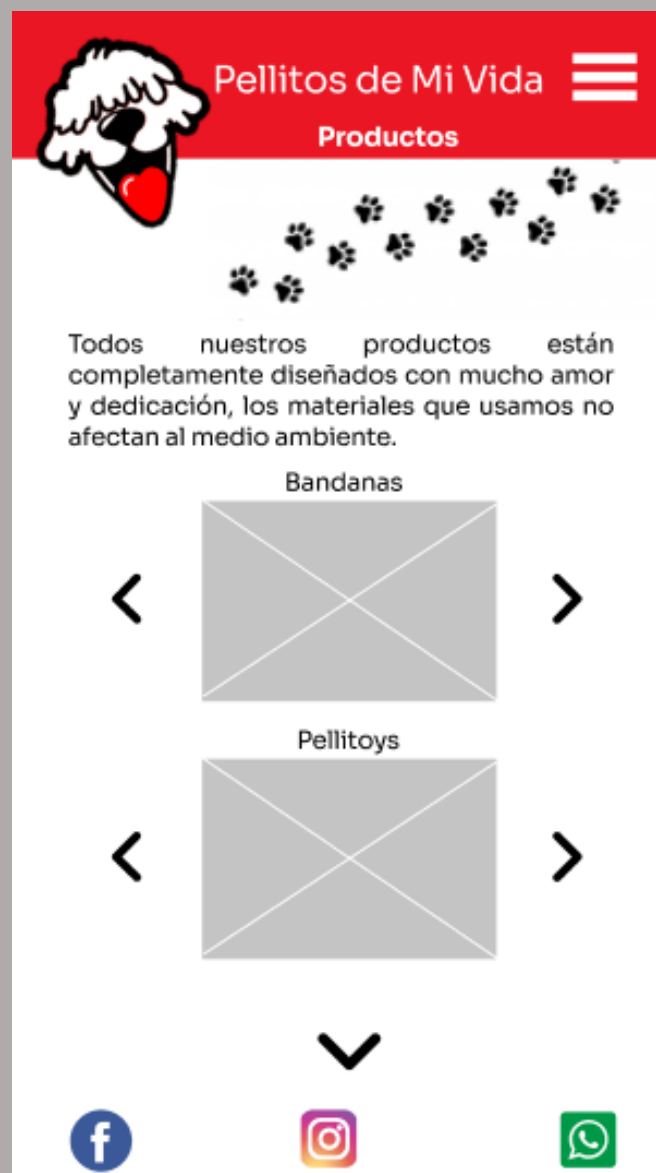 Pellitos de Mi Vida
Productos
Todos nuestros productos están
completamente diseñados con mucho amor
y dedicación, los materiales que usamos no
afectan al medio ambiente.
Bandanas
Pellitoys